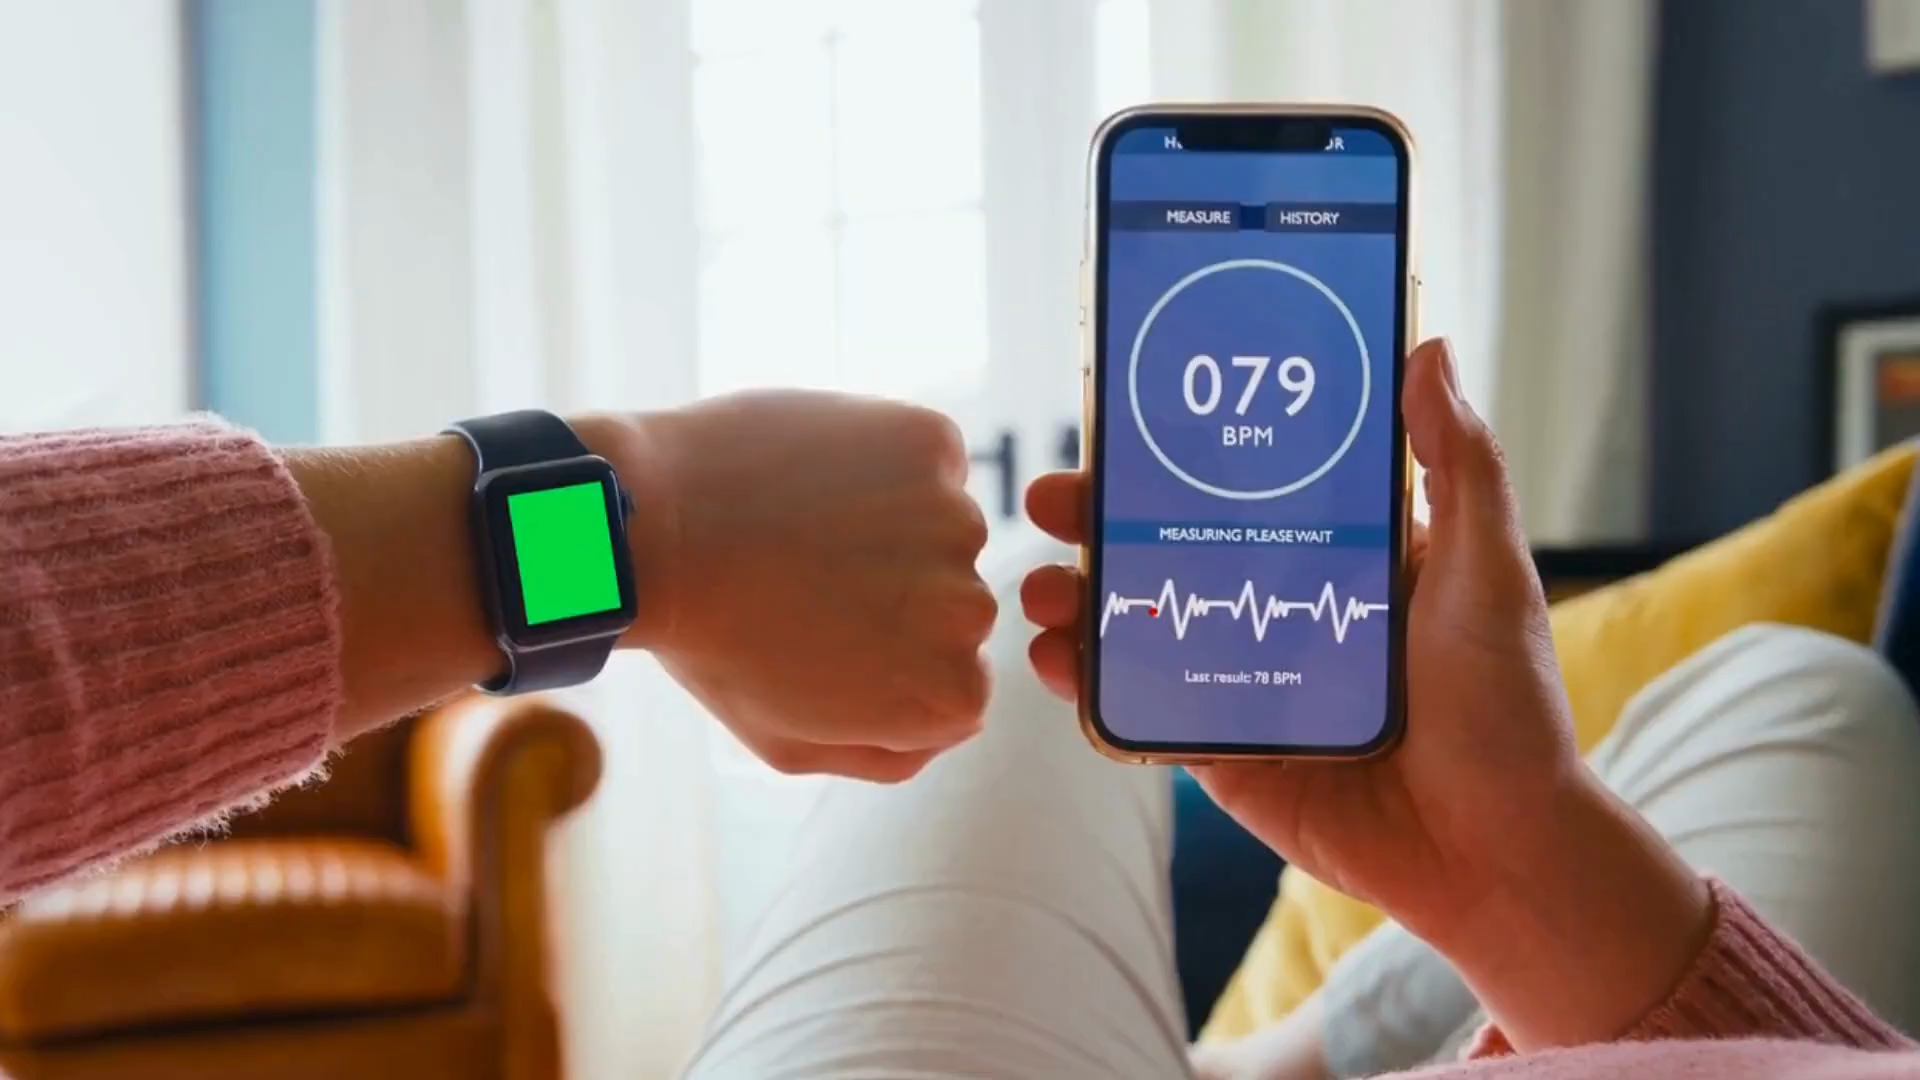 MEASURE HISTORY
079
BPM
MEASURING PLEASE WAIT
Last result: 78 BPM